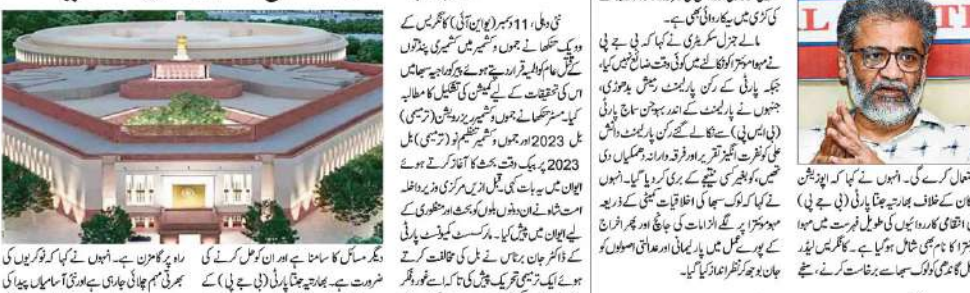 L T
ستعمال کرے گی۔ انہوں نے کہا کہ اپوزیشن
کان کے خلاف بھارتیہ جنتا پارٹی (بی جے پی)
ی انتقامی کارروائیوں کی طویل فہرست میں مہوا
ترا کا نام بھی شامل ہوگیا ہے۔ کانگریس لیڈر
گاندھی کو لوک سبھا سے برخاست کرنے، سنجے
کی کڑی میں یہ کارروائی بھی ہے۔
مالے جنرل سکریٹری نے کہا کہ بی جے پی
نے مہوا موئترا کو نکالنے میں کوئی وقت ضائع نہیں کیا،
جبکہ پارٹی کے رکن پارلیمنٹ رمیش بدھوڑی،
جنہوں نے پارلیمنٹ کے اندر بہوجن سماج پارٹی
(بی ایس پی) سے نکالے گئے رکن پارلیمنٹ دانش
علی کو نفرت انگیز تقریر اور فرقہ وارانہ دھمکیاں دی
تھیں، کو بغیر کسی نتیجے کے بری کر دیا گیا۔ انہوں
نے کہا کہ لوک سبھا کی اخلاقیات کمیٹی کے ذریعہ
مہوا موئترا پر لگے الزامات کی جانچ اور پھر اخراج
کے پورے عمل میں پارلیمانی اور عدالتی اصولوں کو
جان بوجھ کر نظر انداز کیا گیا۔
نئی دہلی، 11 دسمبر (یو این آئی) کانگریس کے
وویک تنکھا نے جموں و کشمیر میں کشمیری پنڈتوں
کے قتل عام کو المیہ قرار دیتے ہوئے پیر کو راجیہ سبھا میں
اس کی تحقیقات کے لیے کمیشن کی تشکیل کا مطالبہ
کیا۔ مسٹر تنکھا نے جموں و کشمیر ریزرویشن (ترمیمی)
بل 2023 اور جموں و کشمیر تنظیم نو (ترمیمی) بل
2023 پر بیک وقت بحث کا آغاز کرتے ہوئے
ایوان میں یہ بات کہی قبل ازیں مرکزی وزیر داخلہ
امت شاہ نے ان دونوں بلوں کو بحث اور منظوری کے
لیے ایوان میں پیش کیا۔ مارکسسٹ کمیونسٹ پارٹی
کے ڈاکٹر جان برٹاس نے بل کی مخالفت کرتے
ہوئے ایک ترمیمی تحریک پیش کی تاکہ اسے غور و فکر
دیگر مسائل کا سامنا ہے اور ان کو حل کرنے کی
ضرورت ہے۔ بھارتیہ جنتا پارٹی (بی جے پی) کے
راہ پر گامزن ہے۔ انہوں نے کہا کہ نوکریوں کی
بھرتی مہم چلائی جارہی ہے اور نئی آسامیاں پیدا کی